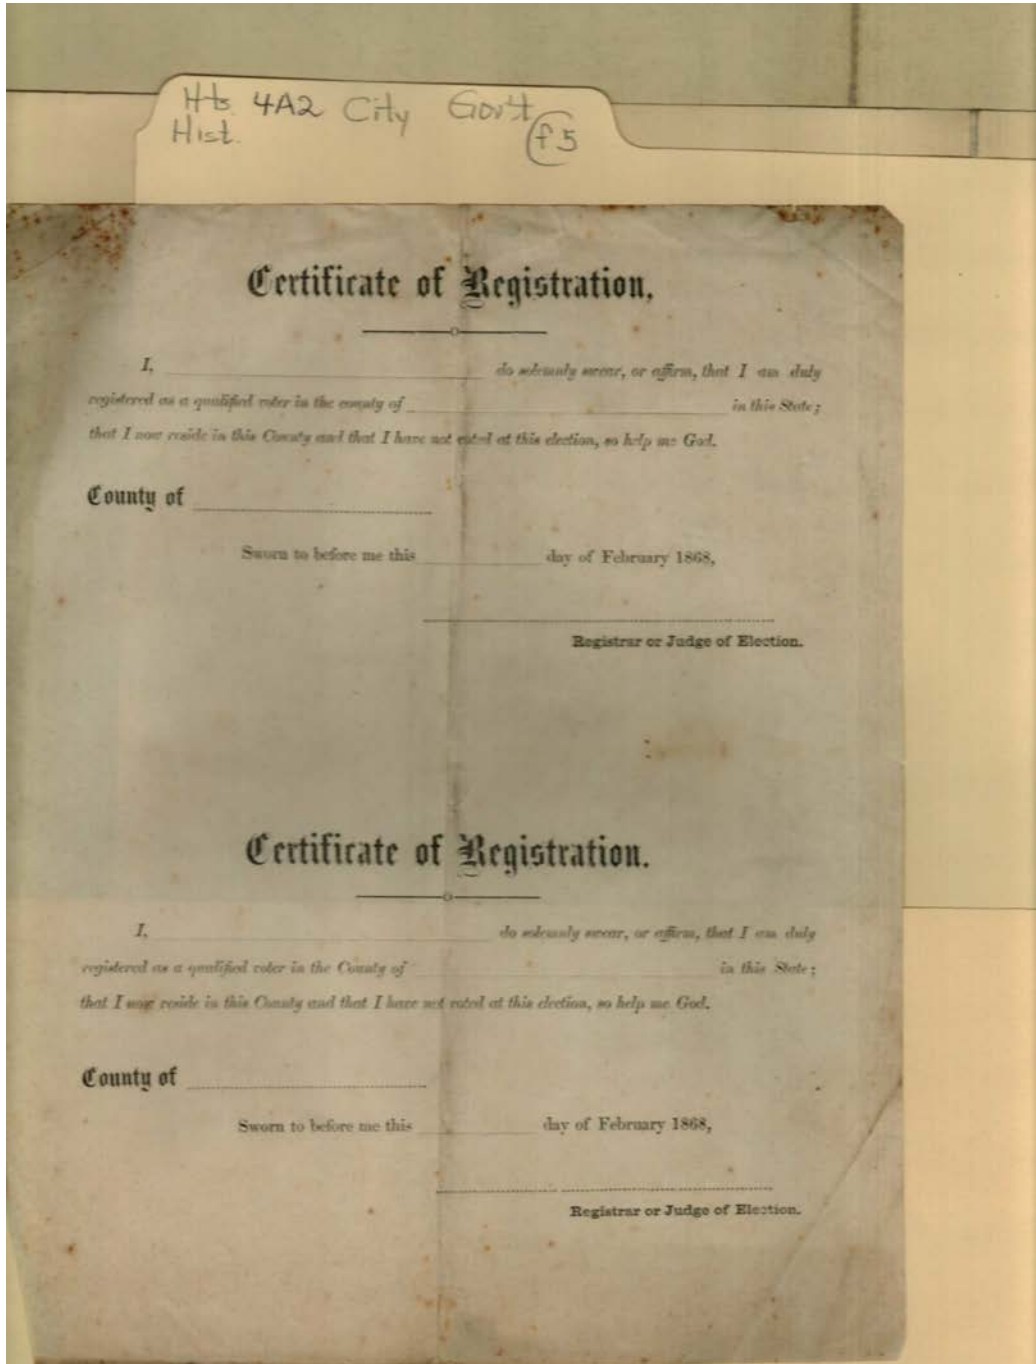 Hts 4A2 City Gov't
Hist. f5
Certificate of Registration.
I, do solemnly swear, or affirm, that I am duly
registered as a qualified voter in the county of in this State;
that I now reside in this County and that I have not voted at this election, so help me God.
County of
Sworn to before me this day of February 1868,
Registrar or Judge of Election.
Certificate of Registration.
I, do solemnly swear, or affirm, that I am duly
registered as a qualified voter in the County of in this State;
that I now reside in this County and that I have not voted at this election, so help me God.
County of
Sworn to before me this day of February 1868,
Registrar or Judge of Election.